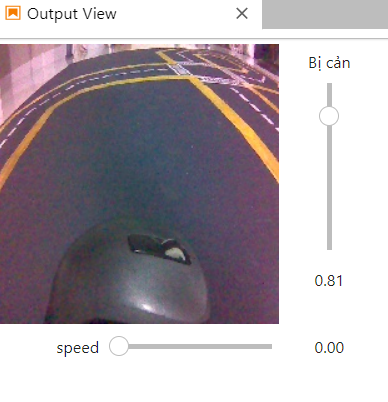 Output View
Bị cản
0.81
speed
0.00